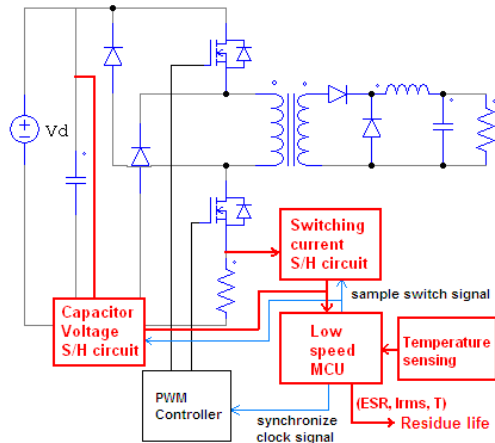 Vd
Switching
current
S/H circuit
sample switch signal
Capacitor
Voltage
S/H circuit
Low
speed
MCU
Temperature
sensing
PWM
Controller
synchronize
clock signal
(ESR, Irms, T)
Residue life